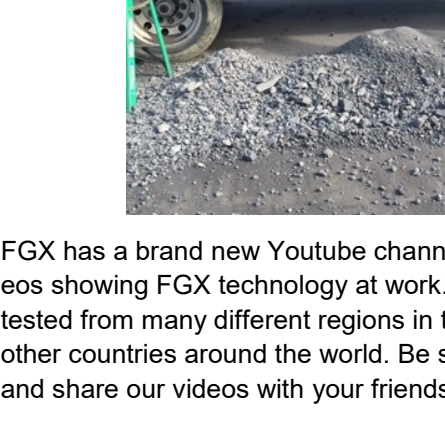 FGX has a brand new Youtube chann
eos showing FGX technology at work.
tested from many different regions in t
other countries around the world. Be s
and share our videos with your friends